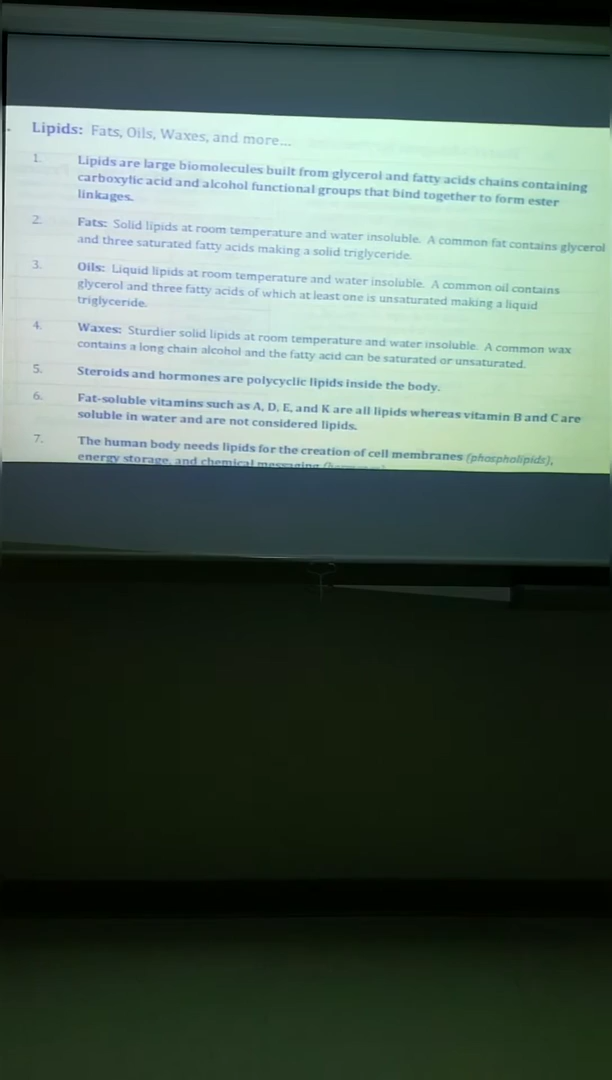 Lipids: Fats, Oils, Waxes, and more...
1. Lipids are large biomolecules built from glycerol and fatty acids chains containing
carboxylic acid and alcohol functional groups that bind together to form ester
linkages.
2. Fats: Solid lipids at room temperature and water insoluble. A common fat contains glycerol
and three saturated fatty acids making a solid triglyceride.
3. Oils: Liquid lipids at room temperature and water insoluble. A common oil contains
glycerol and three fatty acids of which at least one is unsaturated making a liquid
triglyceride.
4. Waxes: Sturdier solid lipids at room temperature and water insoluble. A common wax
contains a long chain alcohol and the fatty acid can be saturated or unsaturated.
5. Steroids and hormones are polycyclic lipids inside the body.
6. Fat-soluble vitamins such as A, D, E, and K are all lipids whereas vitamin B and C are
soluble in water and are not considered lipids.
7. The human body needs lipids for the creation of cell membranes (phospholipids),
energy storage, and chemical messaging